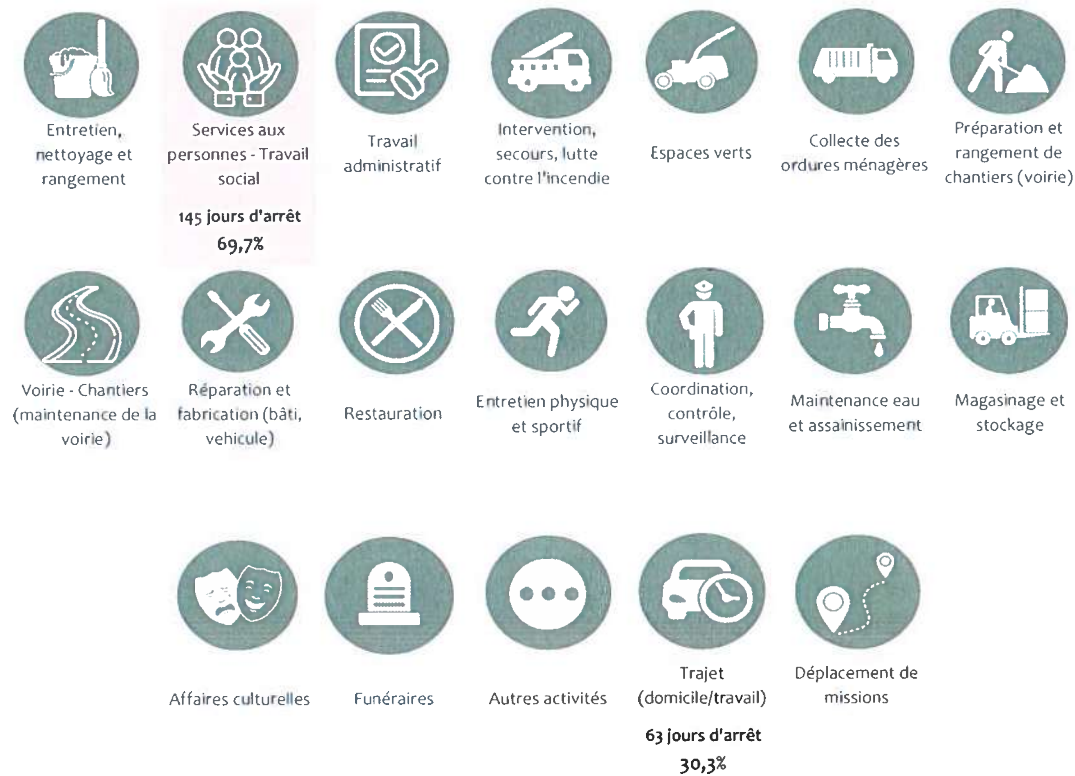 Entretien,
nettoyage et
rangement
Services aux
personnes - Travail
social
145 jours d'arrêt
69,7%
Travail
administratif
Intervention,
secours, lutte
contre l'incendie
Espaces verts
Collecte des
ordures ménagères
Préparation et
rangement de
chantiers (voirie)
Voirie - Chantiers
(maintenance de la
voirie)
Réparation et
fabrication (bâti,
vehicule)
Restauration
Entretien physique
et sportif
Coordination,
contrôle,
surveillance
Maintenance eau
et assainissement
Magasinage et
stockage
Affaires culturelles
Funéraires
Autres activités
Trajet
(domicile/travail)
63 jours d'arrêt
30,3%
Déplacement de
missions